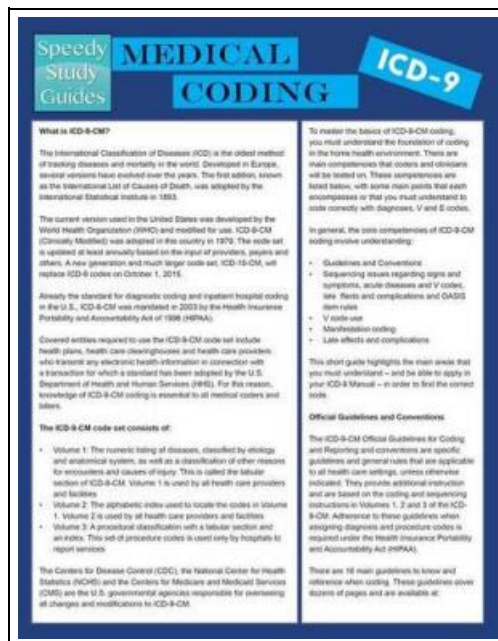 Speedy
Study
Guides
MEDICAL
CODING
ICD-9
What is ICD-9-CM?
The International Classification of Diseases (ICD) is the oldest method
of tracking diseases and mortality in the world. Developed in Europe,
several versions have evolved over the years. The first edition, known
as the International List of Causes of Death, was adopted by the
International Statistical Institute in 1893.
The current version used in the United States was developed by the
World Health Organization (WHO) and modified for use. ICD-9-CM
(Clinically Modified) was adopted in this country in 1979. The code set
is updated at least annually based on the input of providers, payers and
others. A new generation and much larger code set, ICD-10-CM, will
replace ICD-9 codes on October 1, 2015.
Already the standard for diagnostic coding and inpatient hospital coding
in the U.S., ICD-9-CM was mandated in 2003 by the Health Insurance
Portability and Accountability Act of 1996 (HIPAA).
Covered entities required to use the ICD-9-CM code set include
health plans, health care clearinghouses and health care providers
who transmit any electronic health information in connection with
a transaction for which a standard has been adopted by the U.S.
Department of Health and Human Services (HHS). For this reason,
knowledge of ICD-9-CM coding is essential to all medical coders and
billers.
The ICD-9-CM code set consists of:
• Volume 1: The numeric listing of diseases, classified by etiology
and anatomical system, as well as a classification of other reasons
for encounters and causes of injury. This is called the tabular
section of ICD-9-CM. Volume 1 is used by all health care providers
and facilities
• Volume 2: The alphabetic index used to locate the codes in Volume
1. Volume 2 is used by all health care providers and facilities
• Volume 3: A procedural classification with a tabular section and
an index. This set of procedure codes is used only by hospitals to
report services
The Centers for Disease Control (CDC), the National Center for Health
Statistics (NCHS) and the Centers for Medicare and Medicaid Services
(CMS) are the U.S. governmental agencies responsible for overseeing
all changes and modifications to ICD-9-CM.
To master the basics of ICD-9-CM coding,
you must understand the foundation of coding
in the home health environment. There are
main competencies that coders and clinicians
will be tested on. These competencies are
listed below, with some main points that each
encompasses or that you must understand to
code correctly with diagnoses, V and E codes.
In general, the core competencies of ICD-9-CM
coding involve understanding:
• Guidelines and Conventions
• Sequencing issues regarding signs and
symptoms, acute diseases and V codes,
late effects and complications and OASIS
item rules
• V code use
• Manifestation coding
• Late effects and complications
This short guide highlights the main areas that
you must understand – and be able to apply in
your ICD-9 Manual – in order to find the correct
code.
Official Guidelines and Conventions
The ICD-9-CM Official Guidelines for Coding
and Reporting and conventions are specific
guidelines and general rules that are applicable
to all health care settings, unless otherwise
indicated. They provide additional instruction
and are based on the coding and sequencing
instructions in Volumes 1, 2 and 3 of the ICD-
9-CM. Adherence to these guidelines when
assigning diagnosis and procedure codes is
required under the Health Insurance Portability
and Accountability Act (HIPAA).
There are 16 main guidelines to know and
reference when coding. These guidelines cover
dozens of pages and are available at: